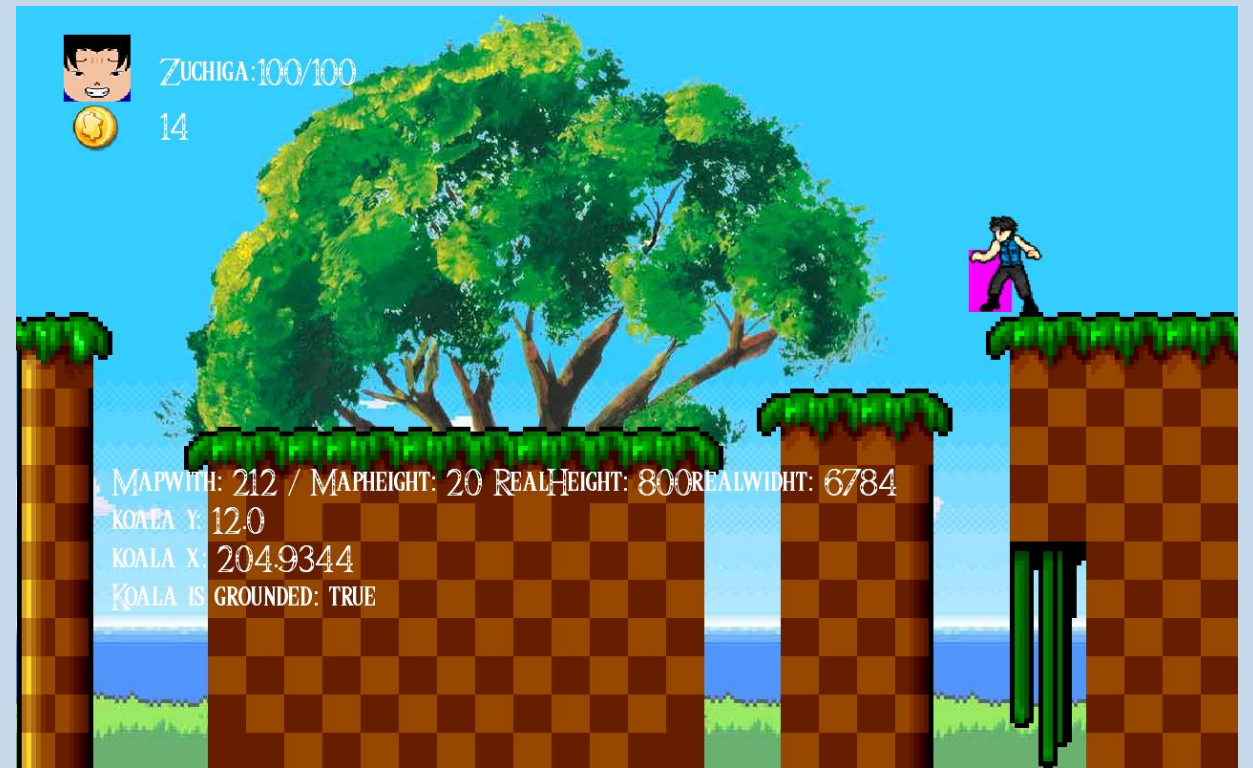 Zuchiga:100/100
14
Mapwith: 212 / Mapheight: 20 RealHeight: 800realwidht: 6784
koala y: 12.0
koala x: 204.9344
Koala is grounded: true